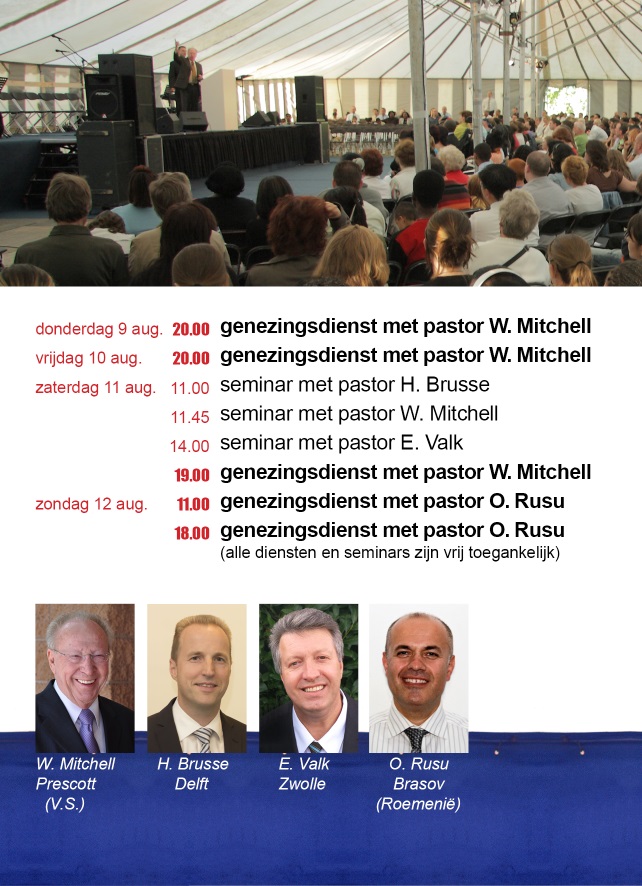 donderdag 9 aug. 20.00 genezingsdienst met pastor W. Mitchell
vrijdag 10 aug. 20.00 genezingsdienst met pastor W. Mitchell
zaterdag 11 aug. 11.00 seminar met pastor H. Brusse
11.45 seminar met pastor W. Mitchell
14.00 seminar met pastor E. Valk
19.00 genezingsdienst met pastor W. Mitchell
zondag 12 aug. 11.00 genezingsdienst met pastor O. Rusu
18.00 genezingsdienst met pastor O. Rusu
(alle diensten en seminars zijn vrij toegankelijk)
W. Mitchell
Prescott
(V.S.)
H. Brusse
Delft
E. Valk
Zwolle
O. Rusu
Brasov
(Roemenië)